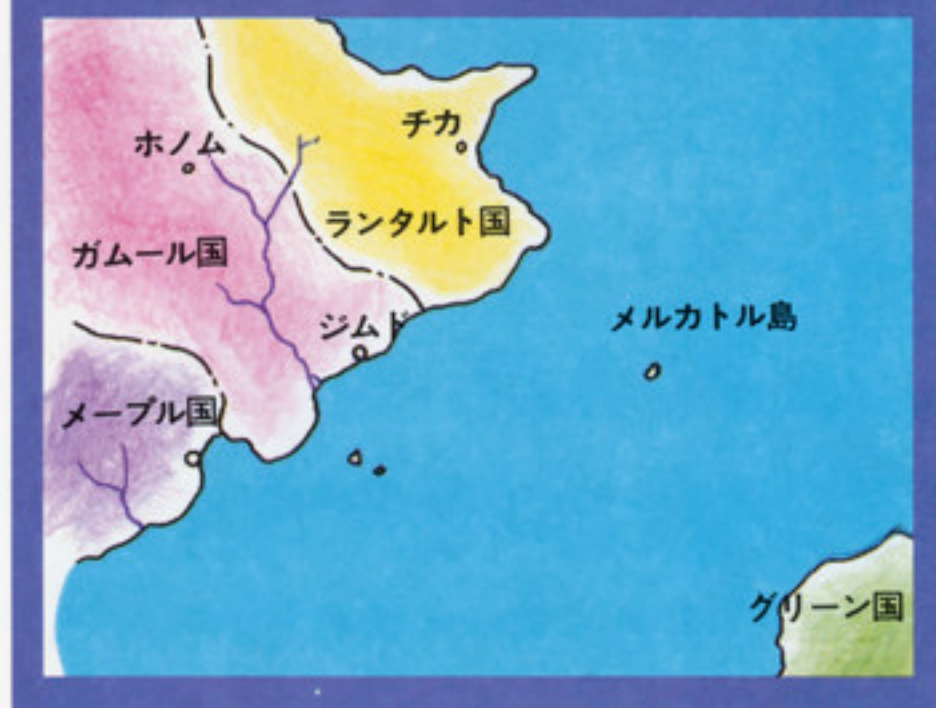 チカ
ホノム
ランタルト国
ガムール国
ジムド
メルカトル島
メープル国
グリーン国